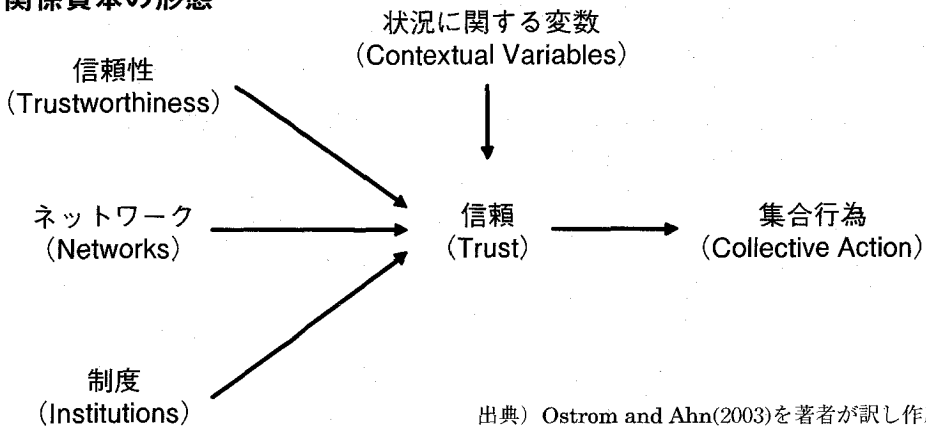 関係資本の形態
状況に関する変数
（Contextual Variables）
信頼性
（Trustworthiness）
ネットワーク
（Networks）
信頼
（Trust）
集合行為
（Collective Action）
制度
（Institutions）
出典）Ostrom and Ahn(2003)を著者が訳し作